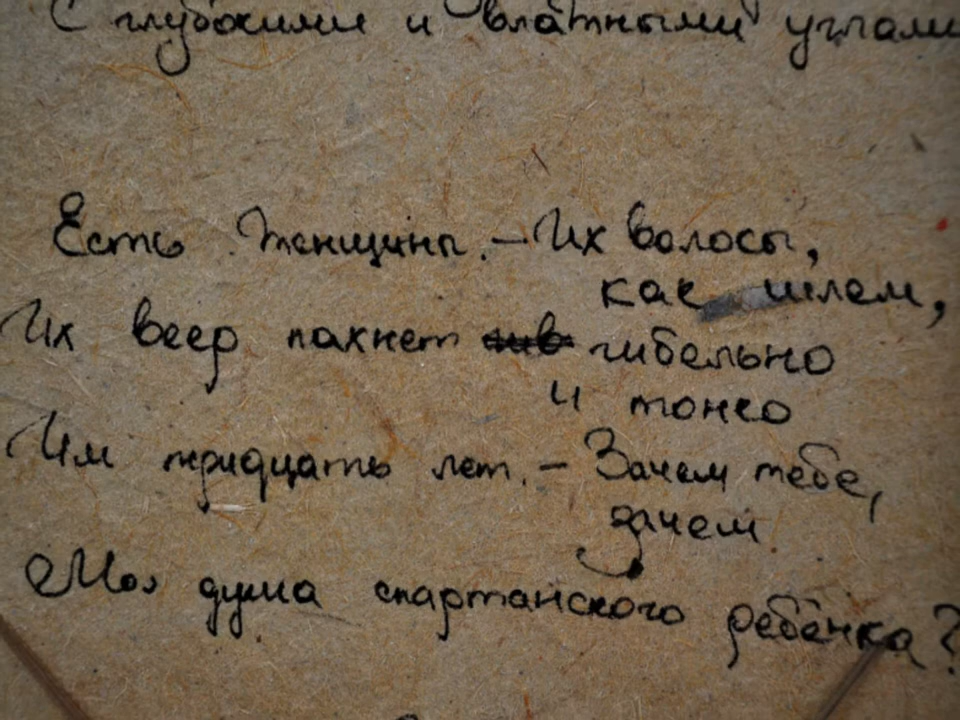 С глубокими и влажными углами
Есть женщины. – Их волосы,
как шлем,
Их веер пахнет гибельно
и тонко
Им тридцать лет. – Зачем тебе,
зачем
Моя душа спартанского ребёнка?